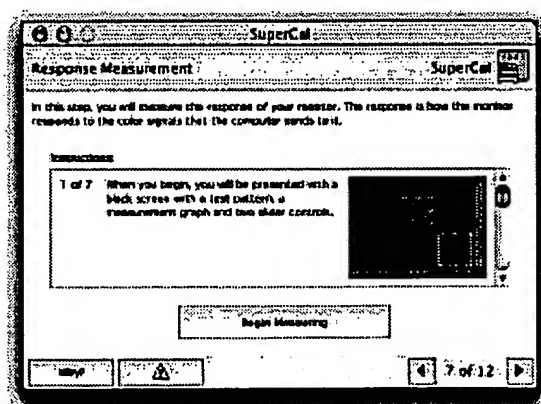 SuperCal
Response Measurement
SuperCal
In this step, you will measure the response of your monitor. The response is how the monitor
responds to the color signals that the computer sends to it.
Instructions
1 of 7 When you begin, you will be presented with a
black screen with a test pattern, a
measurement graph and two slider controls.
Begin Measuring
Why?
7 of 12